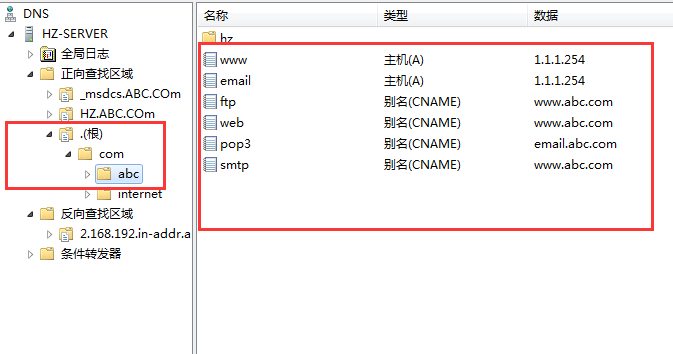 DNS
HZ-SERVER
全局日志
正向查找区域
_msdcs.ABC.COm
HZ.ABC.COm
.(根)
com
abc
internet
反向查找区域
2.168.192.in-addr.a
条件转发器
名称 类型 数据
hz
www 主机(A) 1.1.1.254
email 主机(A) 1.1.1.254
ftp 别名(CNAME) www.abc.com
web 别名(CNAME) www.abc.com
pop3 别名(CNAME) email.abc.com
smtp 别名(CNAME) www.abc.com